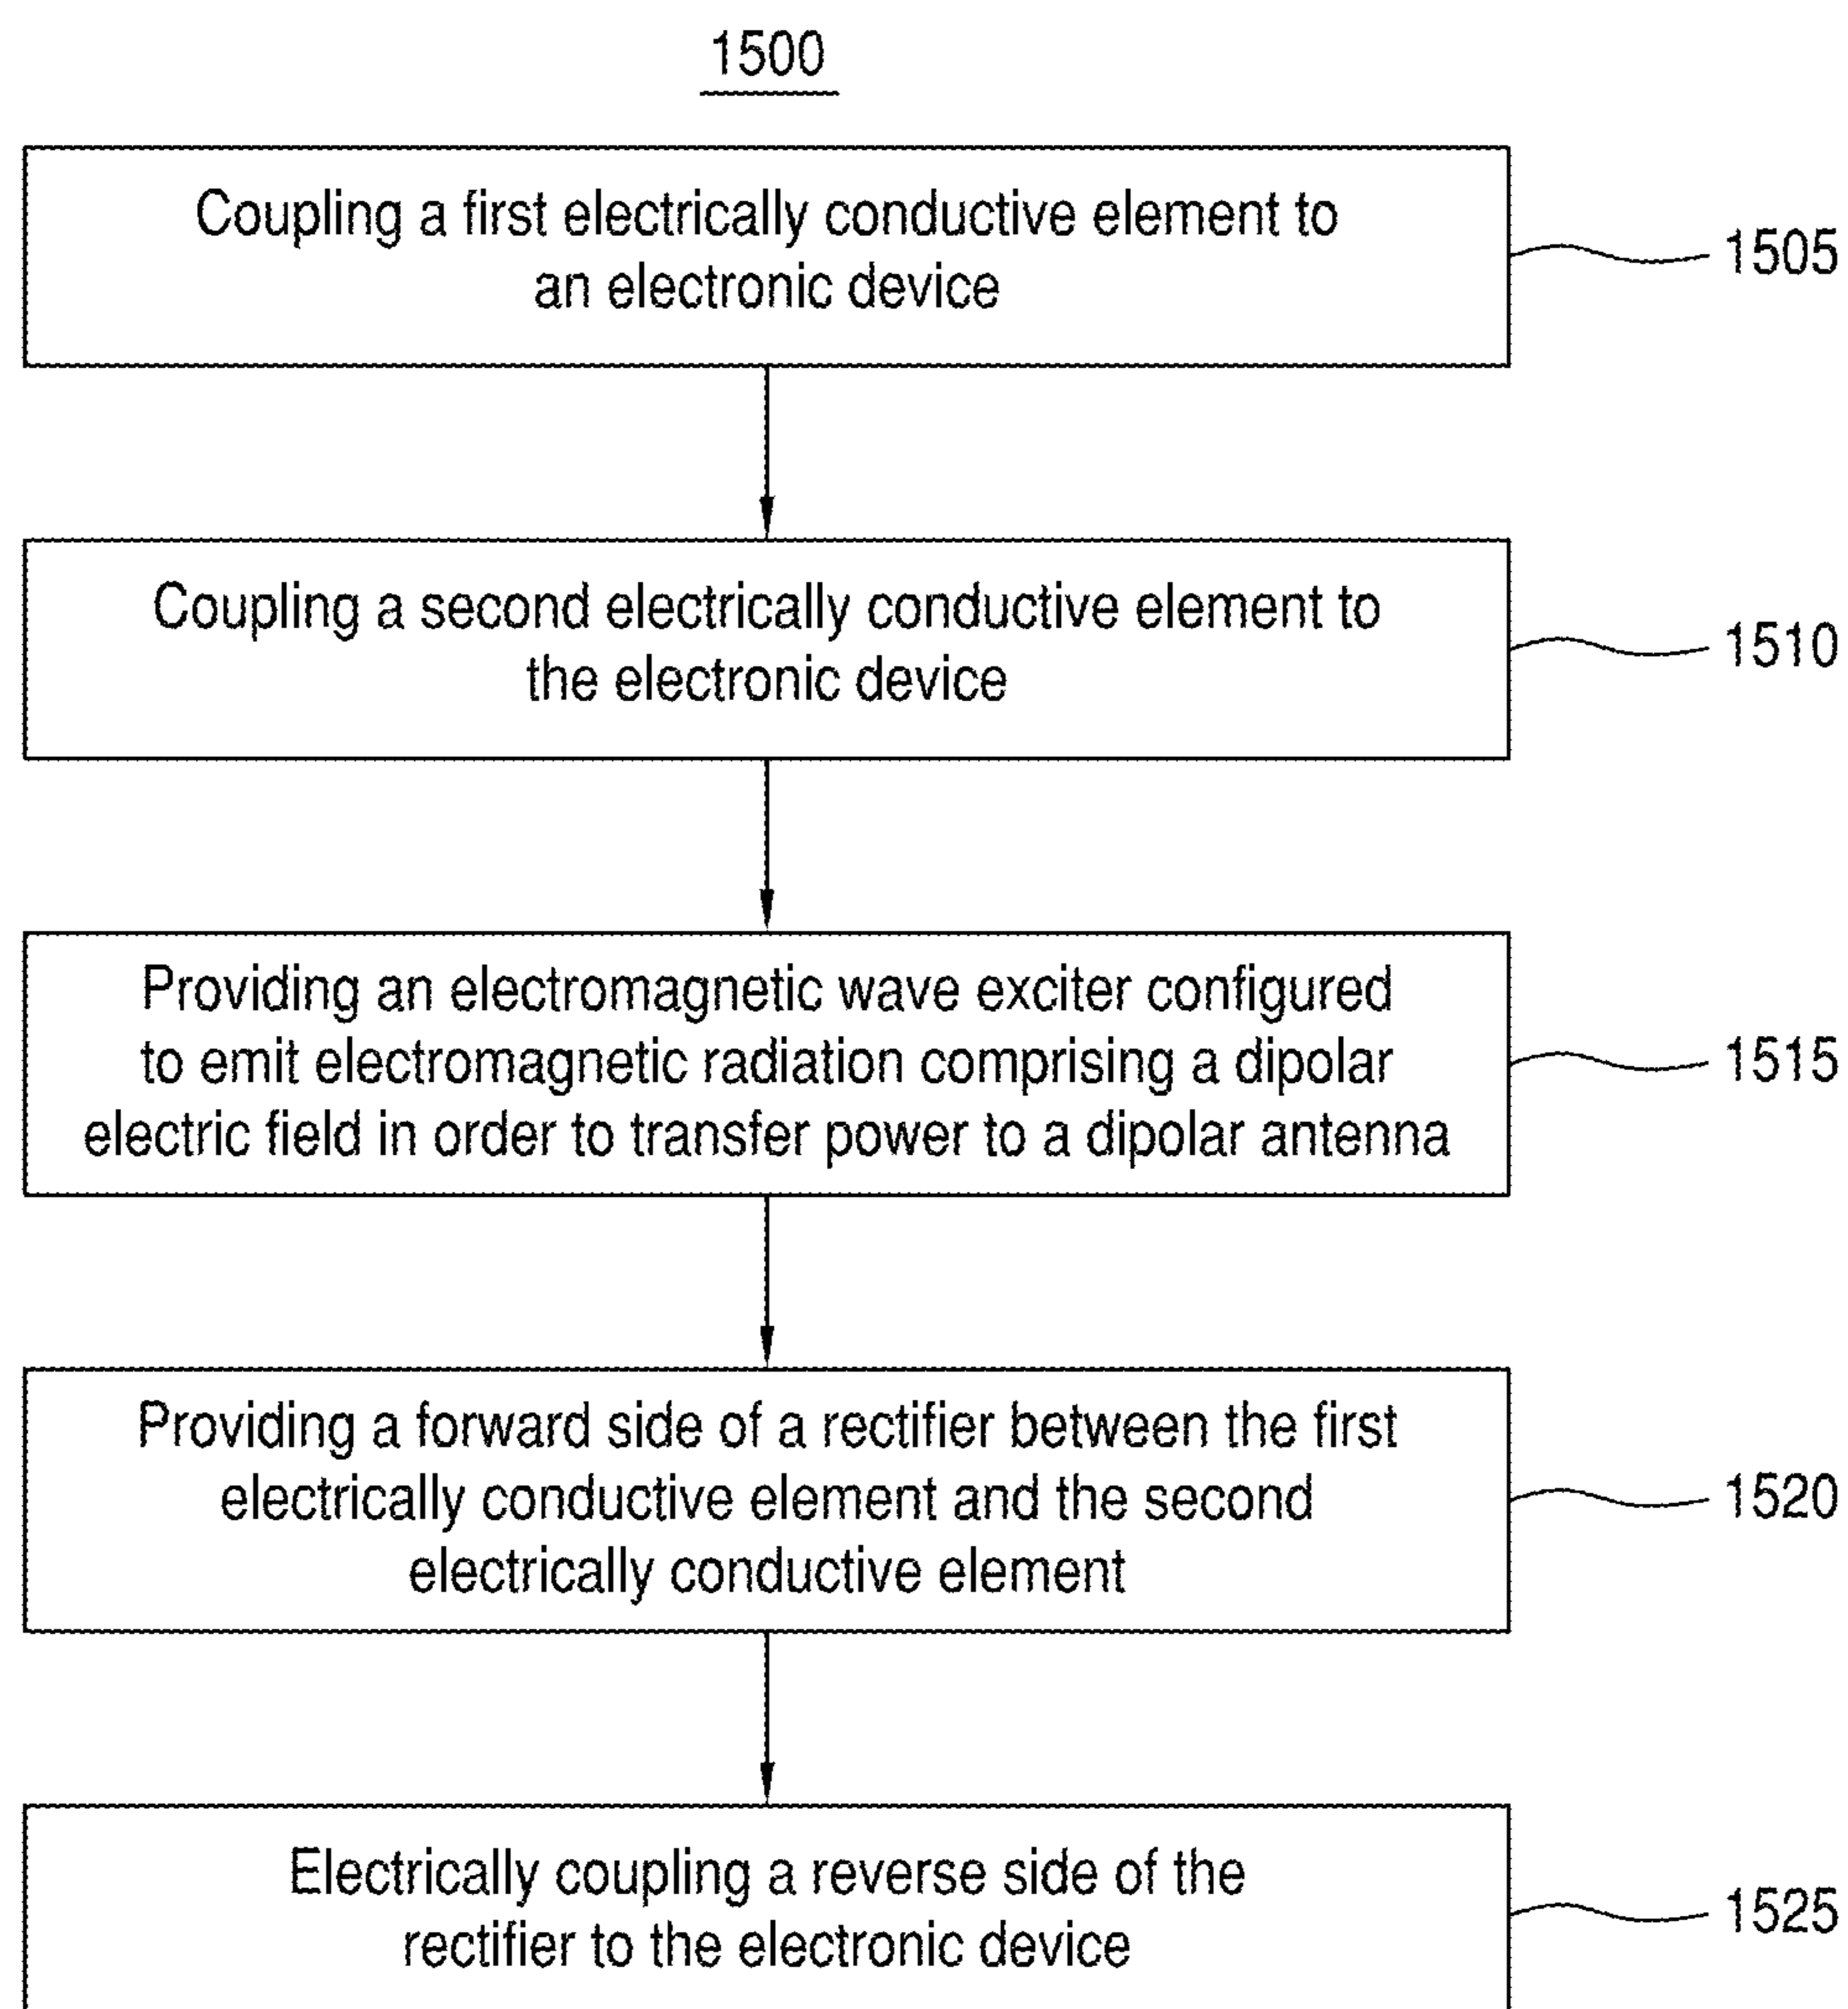 1500
Coupling a first electrically conductive element to
an electronic device
1505
Coupling a second electrically conductive element to
the electronic device
1510
Providing an electromagnetic wave exciter configured
to emit electromagnetic radiation comprising a dipolar
electric field in order to transfer power to a dipolar antenna
1515
Providing a forward side of a rectifier between the first
electrically conductive element and the second
electrically conductive element
1520
Electrically coupling a reverse side of the
rectifier to the electronic device
1525